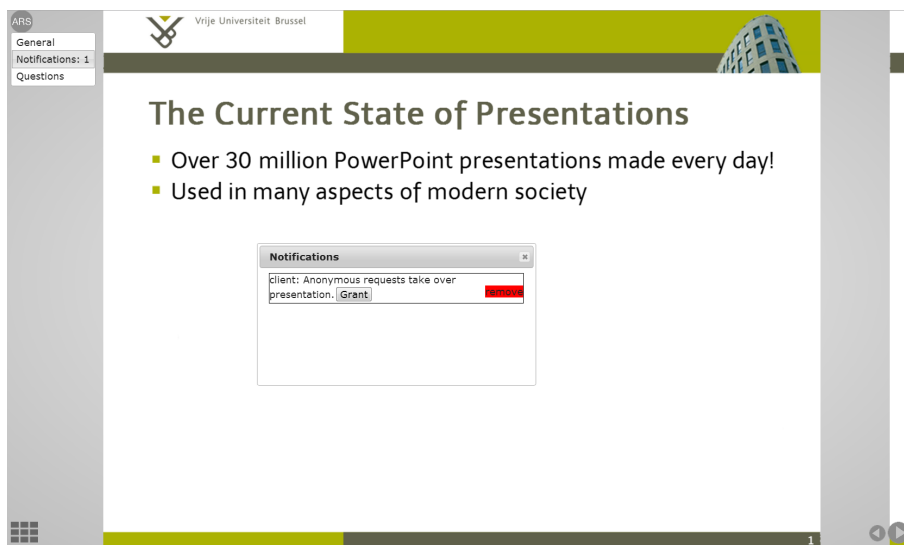 ARS
General
Notifications: 1
Questions
Vrije Universiteit Brussel
The Current State of Presentations
Over 30 million PowerPoint presentations made every day!
Used in many aspects of modern society
Notifications
client: Anonymous requests take over
presentation. Grant
remove
1